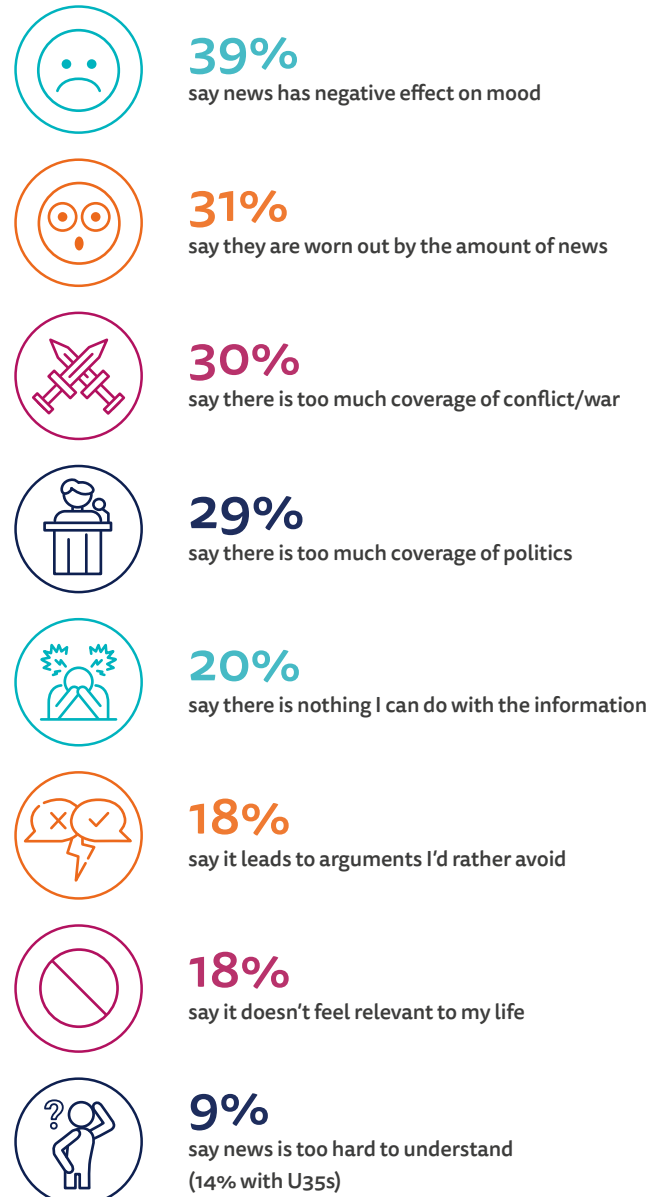 39%
say news has negative effect on mood
31%
say they are worn out by the amount of news
30%
say there is too much coverage of conflict/war
29%
say there is too much coverage of politics
20%
say there is nothing I can do with the information
18%
say it leads to arguments I'd rather avoid
18%
say it doesn't feel relevant to my life
?
9%
say news is too hard to understand
(14% with U35s)